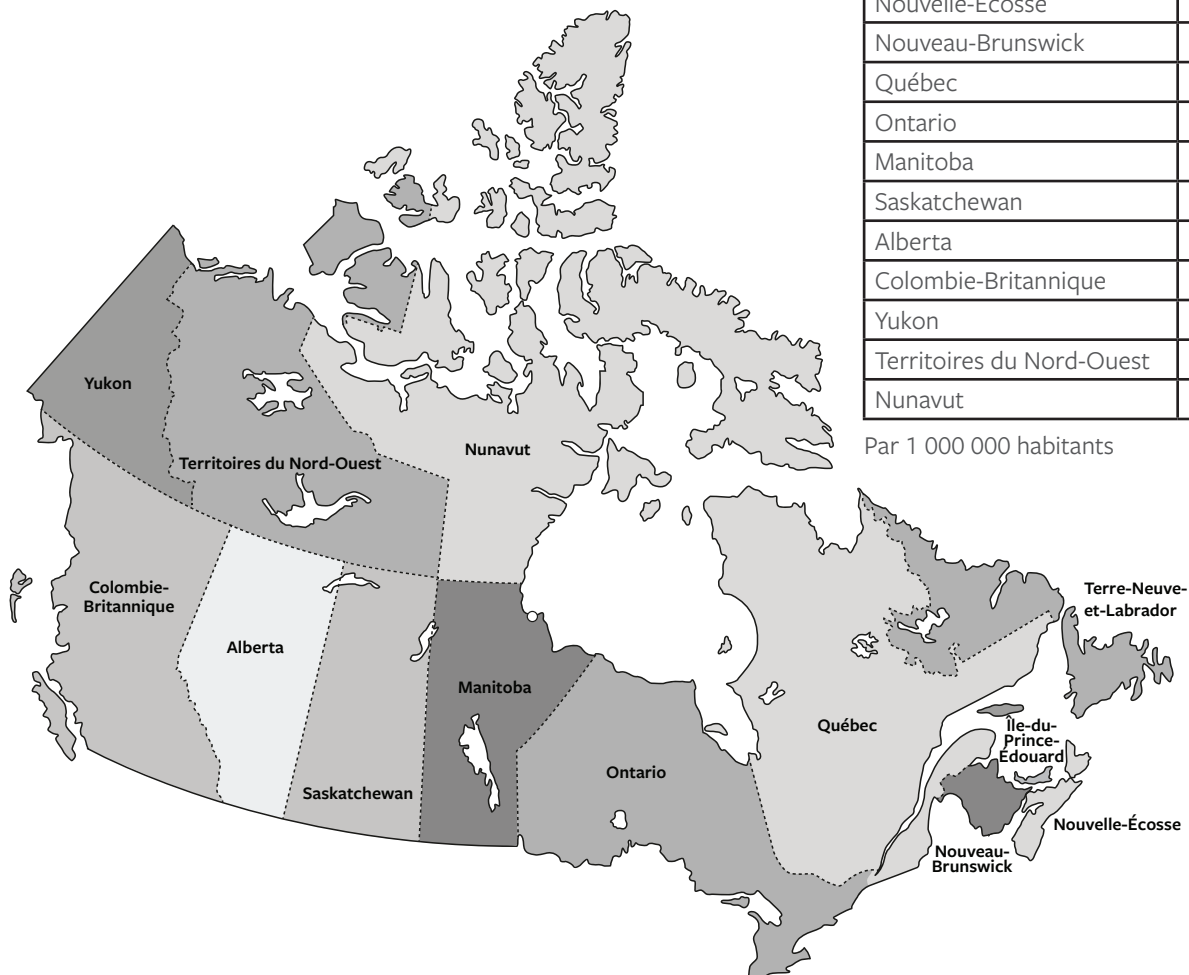 Nouvelle-Écosse
Nouveau-Brunswick
Québec
Ontario
Manitoba
Saskatchewan
Alberta
Colombie-Britannique
Yukon
Territoires du Nord-Ouest
Nunavut
Par 1 000 000 habitants
Yukon
Territoires du Nord-Ouest
Nunavut
Colombie-
Britannique
Alberta
Manitoba
Saskatchewan
Ontario
Québec
Terre-Neuve-
et-Labrador
Île-du-
Prince-
Édouard
Nouvelle-Écosse
Nouveau-
Brunswick